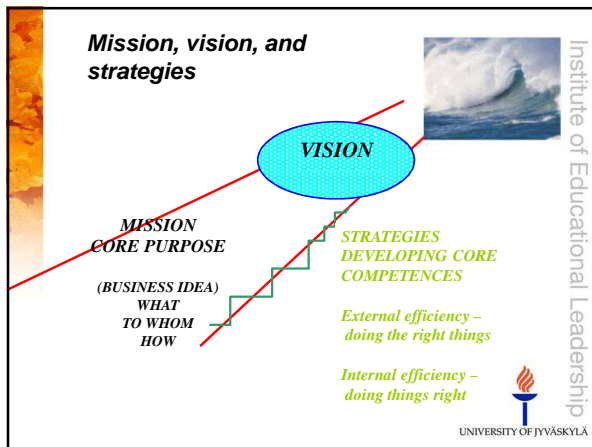 Mission, vision, and
strategies
VISION
MISSION
CORE PURPOSE
(BUSINESS IDEA)
WHAT
TO WHOM
HOW
STRATEGIES
DEVELOPING CORE
COMPETENCES
External efficiency –
doing the right things
Internal efficiency –
doing things right
Institute of Educational Leadership
UNIVERSITY OF JYVÄSKYLÄ